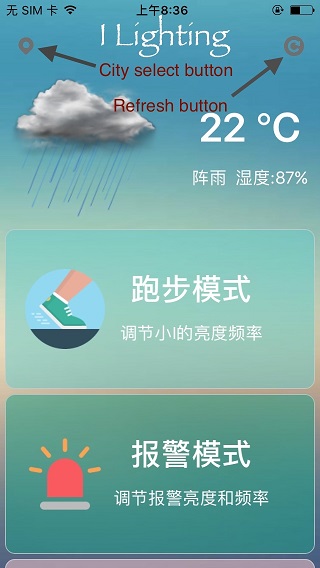 无 SIM 卡 上午8:36
I Lighting
City select button
Refresh button
22 °C
阵雨 湿度:87%
跑步模式
调节小I的亮度频率
报警模式
调节报警亮度和频率